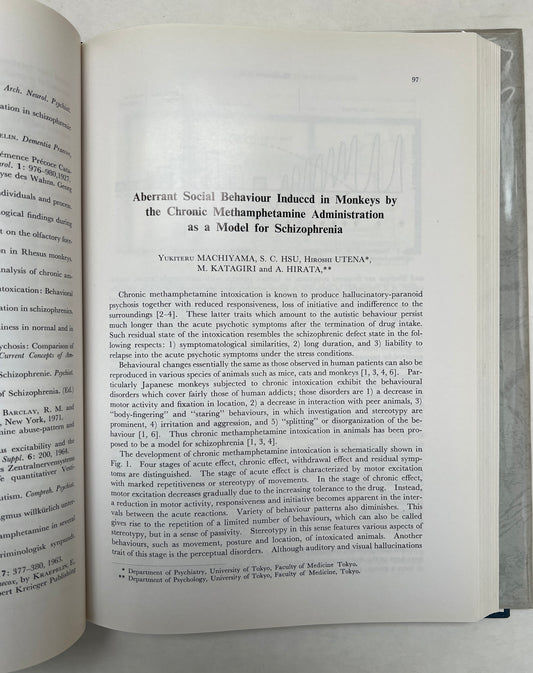 Arch. Neurol. Psychiat.
ation in schizophrenic
PELIN. Dementia Praecox,
émence Précoce Cata-
rol. 1: 976-980, 1927.
yse des Wahns. Georg
dividuals and process.
logical findings during
t on the olfactory fore-
on in Rhesus monkeys.
nalysis of chronic am-
ntoxication: Behavioral
ation in schizophrenics.
iness in normal and in
ychosis: Comparison of
Current Concepts of Am-
Schizophrenie. Psychiat.
of Schizophrenia. (Ed.)
BARCLAY, R. M. and
, New York, 1971.
mine abuse-pattern and
us excitability and the
Suppl. 6: 200, 1964.
s Zentralnervensystems
quantitativer
utism. Compreh. Psychiat.
gmus willkürlich unter-
mphetamine in several
riminologisk synpunkt.
7: 377-380, 1963.
ecox, by KRAEPELIN, E.,
bert Krieger Publishing
97
Aberrant Social Behaviour Induced in Monkeys by
the Chronic Methamphetamine Administration
as a Model for Schizophrenia
YUKITERU MACHIYAMA, S. C. HSU, HIROSHI UTENA*,
M. KATAGIRI and A. HIRATA,**
Chronic methamphetamine intoxication is known to produce hallucinatory-paranoid
psychosis together with reduced responsiveness, loss of initiative and indifference to the
surroundings [2-4]. These latter traits which amount to the autistic behaviour persist
much longer than the acute psychotic symptoms after the termination of drug intake.
Such residual state of the intoxication resembles the schizophrenic defect state in the fol-
lowing respects: 1) symptomatological similarities, 2) long duration, and 3) liability to
relapse into the acute psychotic symptoms under the stress conditions.
Behavioural changes essentially the same as those observed in human patients can also be
reproduced in various species of animals such as mice, cats and monkeys [1, 3, 4, 6]. Par-
ticularly Japanese monkeys subjected to chronic intoxication exhibit the behavioural
disorders which cover fairly those of human addicts; those disorders are 1) a decrease in
motor activity and fixation in location, 2) a decrease in interaction with peer animals, 3)
"body-fingering" and "staring" behaviours, in which investigation and stereotypy are
prominent, 4) irritation and aggression, and 5) "splitting" or disorganization of the be-
haviour [1, 6]. Thus chronic methamphetamine intoxication in animals has been pro-
posed to be a model for schizophrenia [1, 3, 4].
The development of chronic methamphetamine intoxication is schematically shown in
Fig. 1. Four stages of acute effect, chronic effect, withdrawal effect and residual symp-
toms are distinguished. The stage of acute effect is characterized by motor excitation
with marked repetitiveness or stereotypy of movements. In the stage of chronic effect,
motor excitation decreases gradually due to the increasing tolerance to the drug. Instead,
a reduction in motor activity, responsiveness and initiative becomes apparent in the inter-
vals between the acute reactions. Variety of behaviour patterns also diminishes. This
gives rise to the repetition of a limited number of behaviours, which can also be called
stereotypy, but in a sense of passivity. Stereotypy in this sense features various aspects of
behaviours, such as movement, posture and location, of intoxicated animals. Another
trait of this stage is the perceptual disorders. Although auditory and visual hallucinations
* Department of Psychiatry, University of Tokyo, Faculty of Medicine Tokyo.
** Department of Psychology, University of Tokyo, Faculty of Medicine, Tokyo.